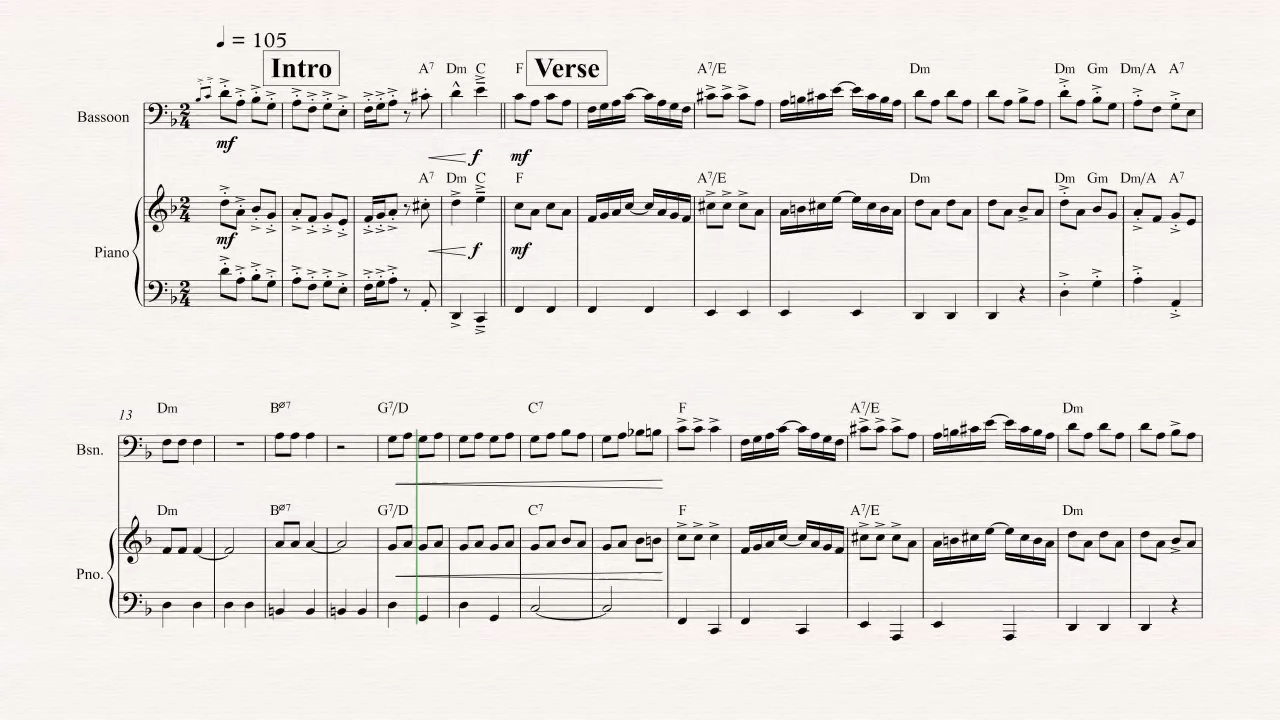 ♩ = 105
Intro
A7 Dm C F Verse A7/E Dm Dm Gm Dm/A A7
Bassoon
mf f mf
A7 Dm C F A7/E Dm Dm Gm Dm/A A7
mf f mf
Piano
13 Dm Bø7 G7/D C7 F A7/E Dm
Bsn.
Dm Bø7 G7/D C7 F A7/E Dm
Pno.